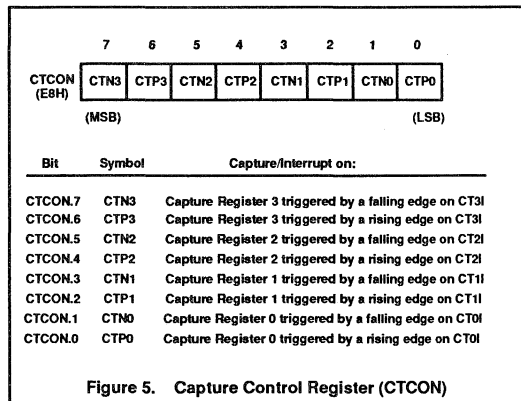 7 6 5 4 3 2 1 0
CTCON (E8H) CTN3 CTP3 CTN2 CTP2 CTN1 CTP1 CTN0 CTP0
(MSB) (LSB)
Bit Symbol Capture/Interrupt on:
CTCON.7 CTN3 Capture Register 3 triggered by a falling edge on CT3I
CTCON.6 CTP3 Capture Register 3 triggered by a rising edge on CT3I
CTCON.5 CTN2 Capture Register 2 triggered by a falling edge on CT2I
CTCON.4 CTP2 Capture Register 2 triggered by a rising edge on CT2I
CTCON.3 CTN1 Capture Register 1 triggered by a falling edge on CT1I
CTCON.2 CTP1 Capture Register 1 triggered by a rising edge on CT1I
CTCON.1 CTN0 Capture Register 0 triggered by a falling edge on CT0I
CTCON.0 CTP0 Capture Register 0 triggered by a rising edge on CT0I
Figure 5. Capture Control Register (CTCON)